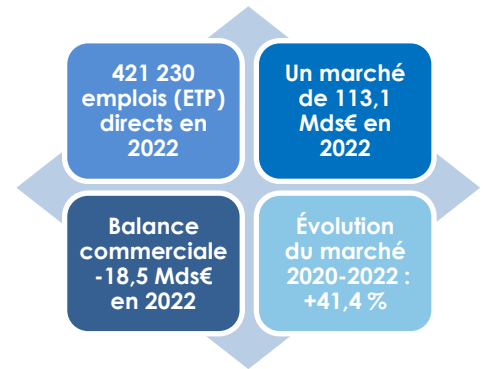 421 230
emplois (ETP)
directs en
2022
Un marché
de 113,1
Mds€ en
2022
Balance
commerciale
-18,5 Mds€
en 2022
Évolution
du marché
2020-2022 :
+41,4 %